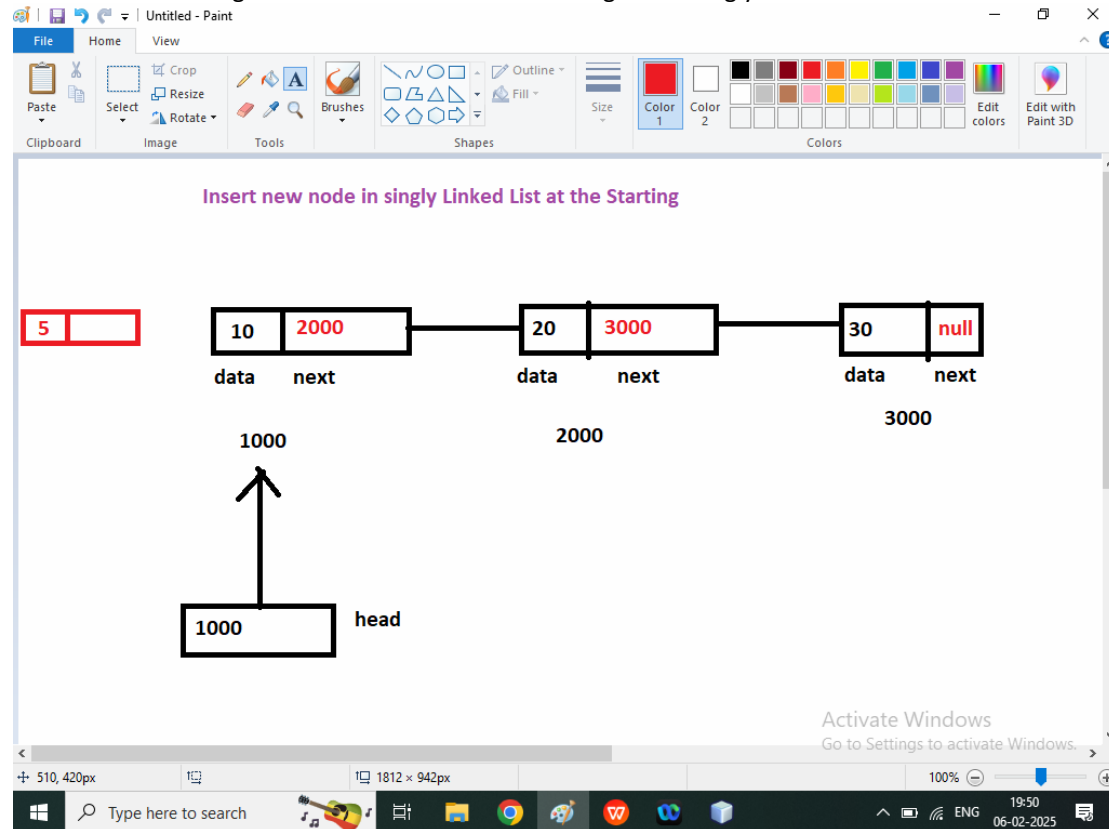 Untitled - Paint
File Home View
Paste
Select
Crop
Resize
Rotate
A
Brushes
Outline
Fill
Size
Color 1
Color 2
Edit colors
Edit with Paint 3D
Clipboard Image Tools Shapes Colors
Insert new node in singly Linked List at the Starting
5 10 2000 20 3000 30 null
data next data next data next
1000 2000 3000
1000 head
Activate Windows
Go to Settings to activate Windows.
510, 420px 1812 × 942px 100%
Type here to search ENG 19:50
06-02-2025